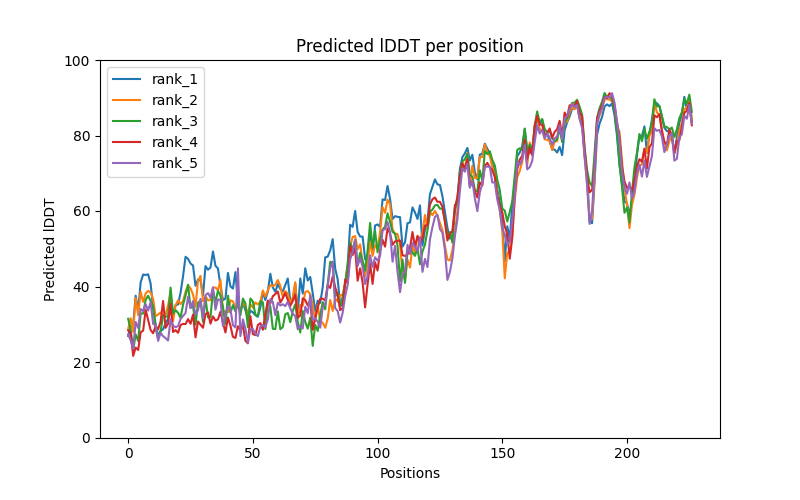 Predicted lDDT per position
100
80
60
40
20
0
Predicted lDDT
rank_1
rank_2
rank_3
rank_4
rank_5
0 50 100 150 200
Positions